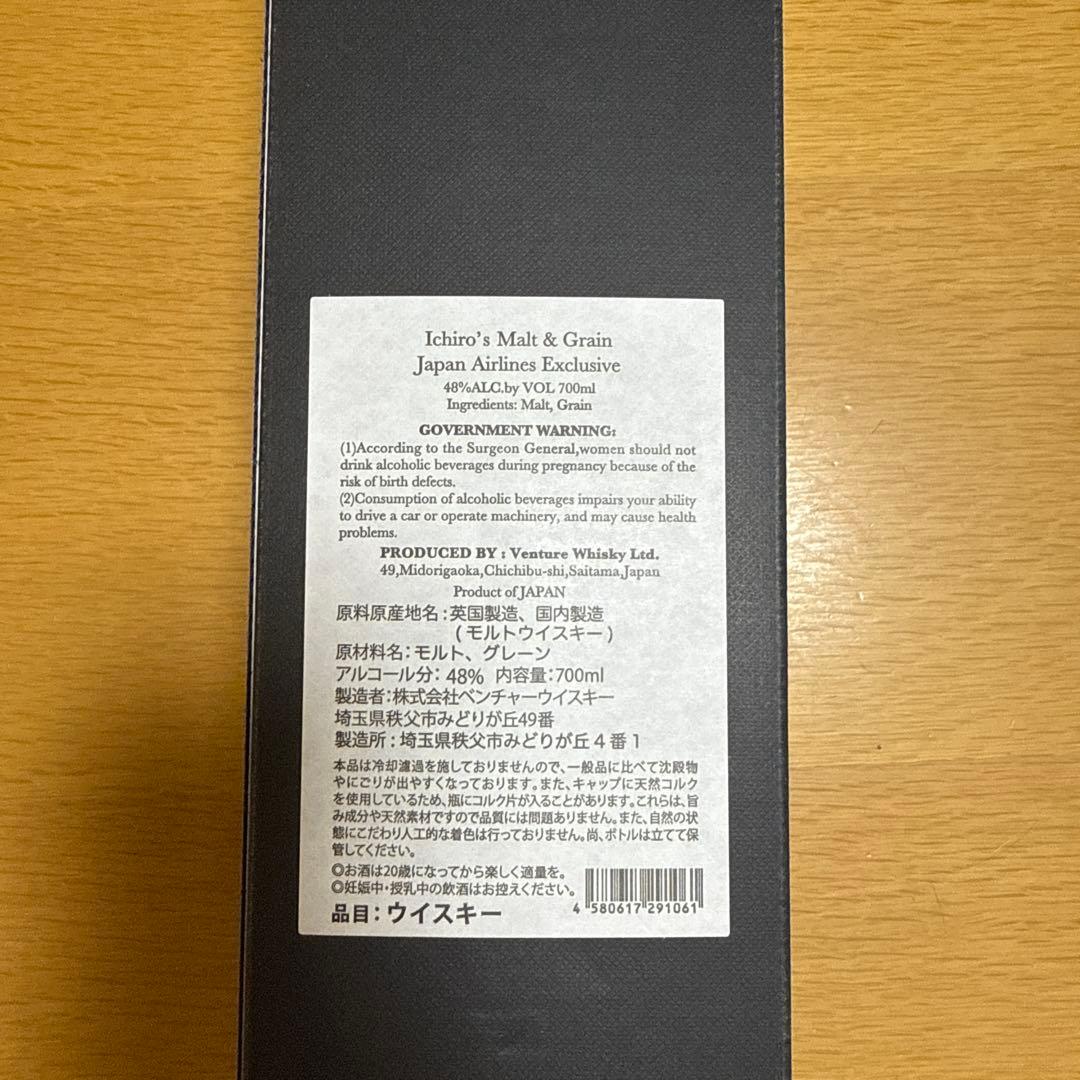 Ichiro's Malt & Grain
Japan Airlines Exclusive
48%ALC.by VOL 700ml
Ingredients: Malt, Grain
GOVERNMENT WARNING:
(1)According to the Surgeon General,women should not
drink alcoholic beverages during pregnancy because of the
risk of birth defects.
(2)Consumption of alcoholic beverages impairs your ability
to drive a car or operate machinery, and may cause health
problems.
PRODUCED BY : Venture Whisky Ltd.
49,Midorigaoka,Chichibu-shi,Saitama,Japan
Product of JAPAN
原料原産地名:英国製造、国内製造
(モルトウイスキー)
原材料名:モルト、グレーン
アルコール分: 48% 内容量:700ml
製造者:株式会社ベンチャーウイスキー
埼玉県秩父市みどりが丘49番
製造所:埼玉県秩父市みどりが丘4番1
本品は冷却濾過を施しておりませんので、一般品に比べて沈殿物
やにごりが出やすくなっております。また、キャップに天然コルク
を使用しているため、瓶にコルク片が入ることがあります。これらは、旨
み成分や天然素材ですので品質には問題ありません。また、自然の状
態にこだわり人工的な着色は行っておりません。尚、ボトルは立てて保
管してください。
◎お酒は20歳になってから楽しく適量を。
◎妊娠中・授乳中の飲酒はお控えください。
4 580617 291061
品目:ウイスキー